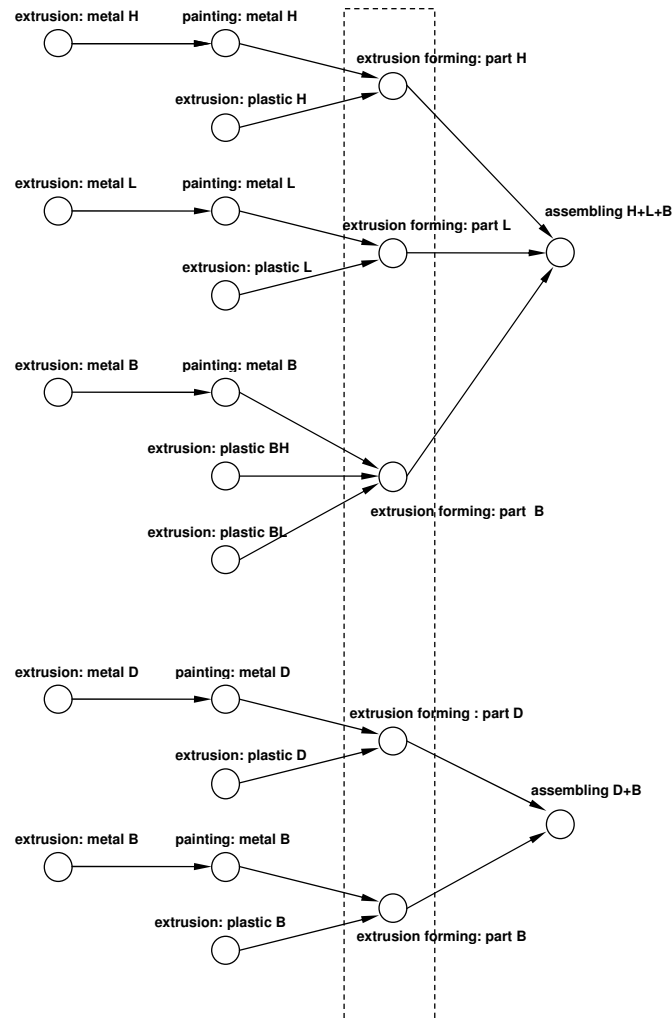 extrusion: metal H
painting: metal H
extrusion forming: part H
extrusion: plastic H
extrusion: metal L
painting: metal L
assembling H+L+B
extrusion forming: part L
extrusion: plastic L
extrusion: metal B
painting: metal B
extrusion: plastic BH
extrusion forming: part B
extrusion: plastic BL
extrusion: metal D
painting: metal D
extrusion forming : part D
extrusion: plastic D
assembling D+B
extrusion: metal B
painting: metal B
extrusion: plastic B
extrusion forming: part B